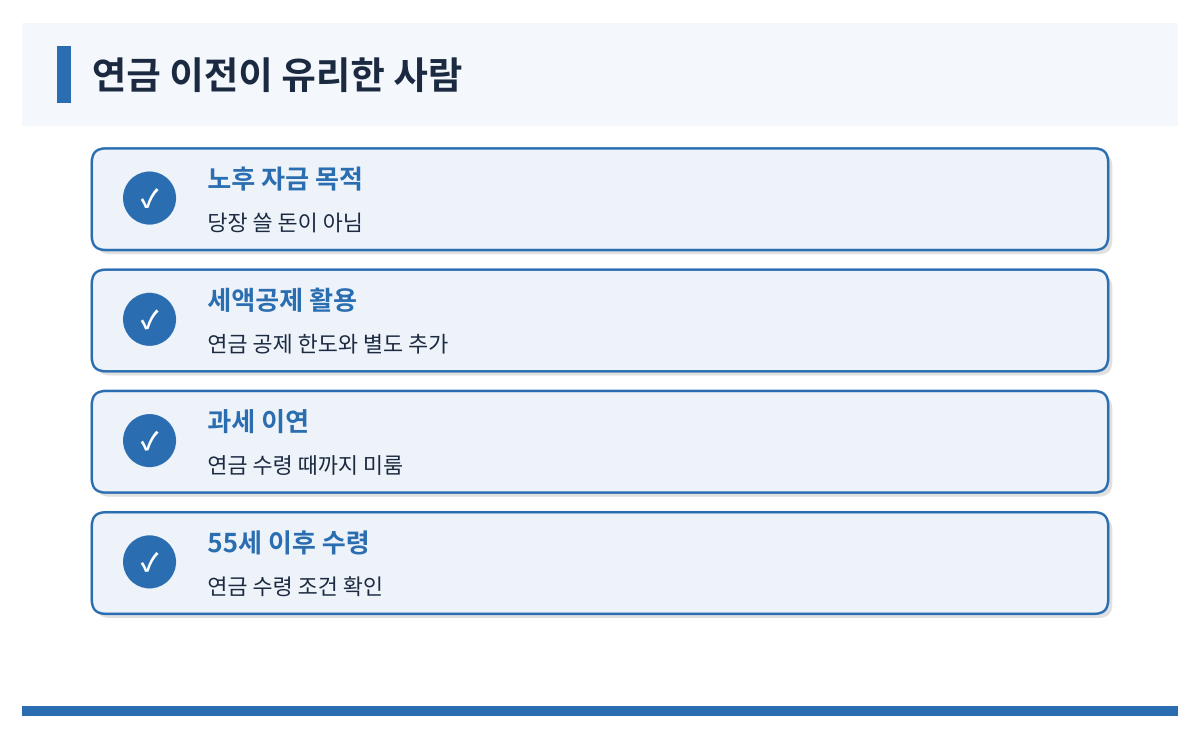 연금 이전이 유리한 사람
노후 자금 목적
당장 쓸 돈이 아님
세액공제 활용
연금 공제 한도와 별도 추가
과세 이연
연금 수령 때까지 미룸
55세 이후 수령
연금 수령 조건 확인